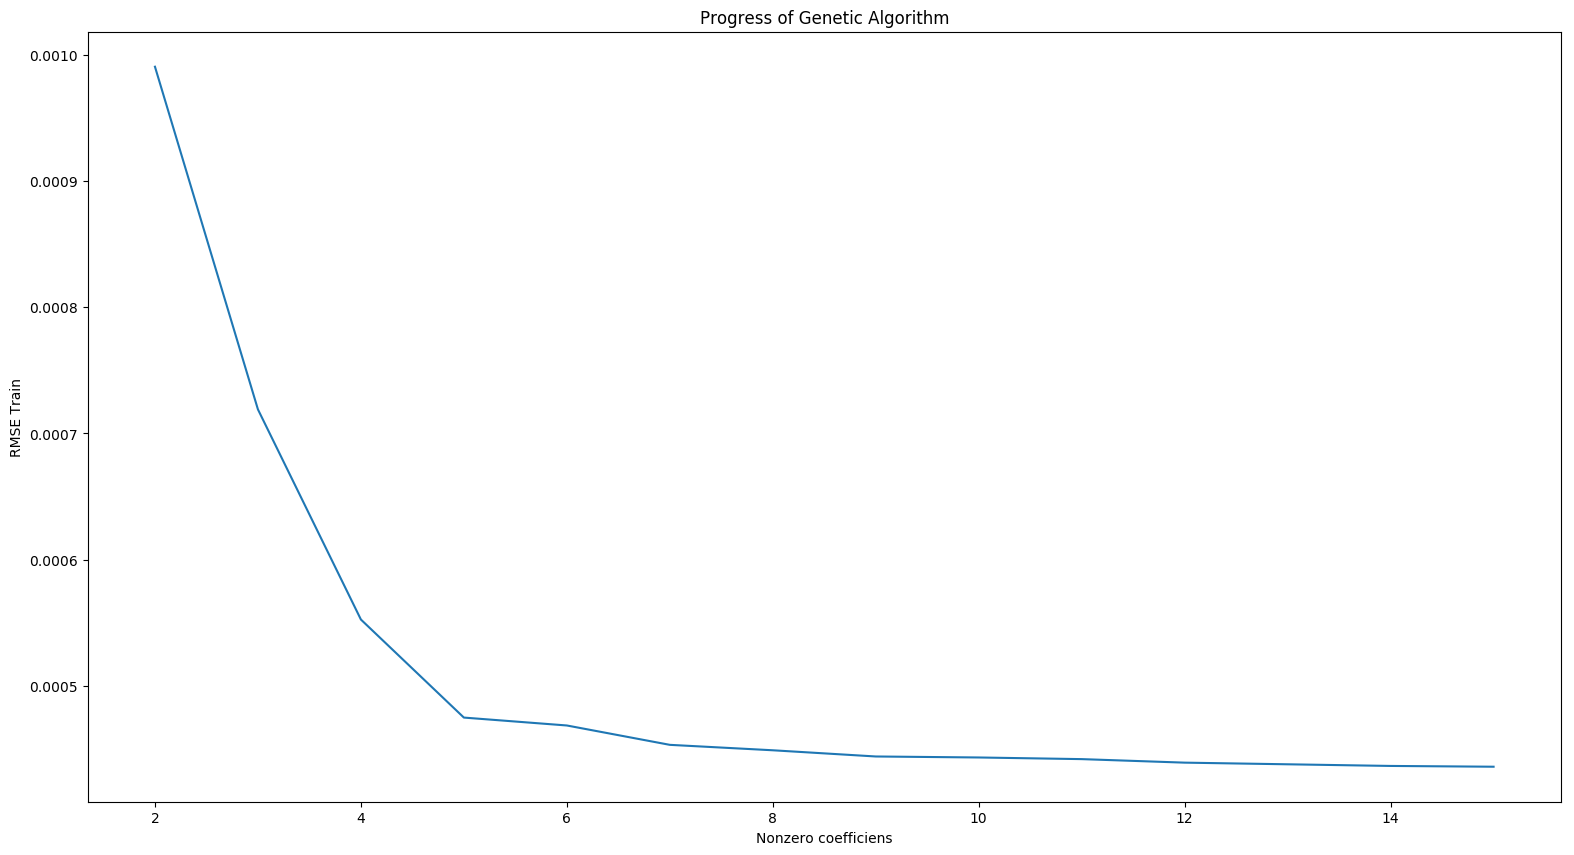 Progress of Genetic Algorithm
0.0010
0.0009
0.0008
0.0007
0.0006
0.0005
RMSE Train
2 4 6 8 10 12 14
Nonzero coefficiens